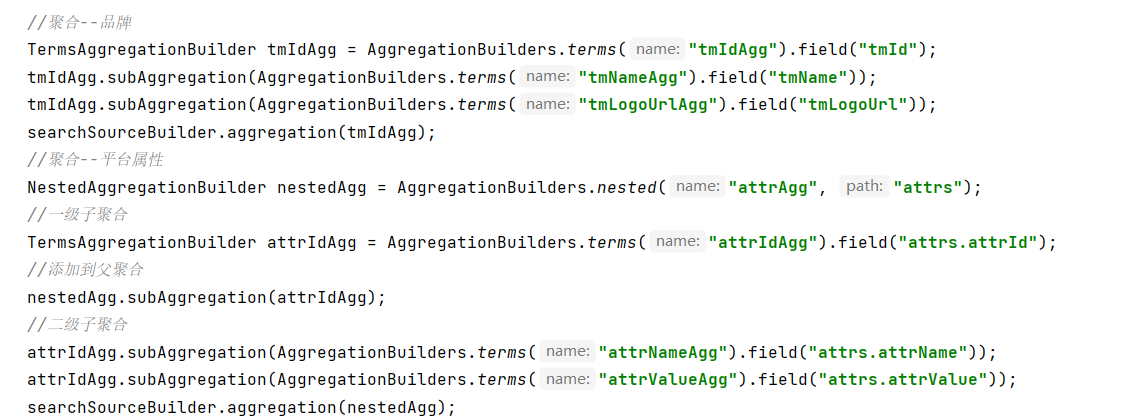 //聚合--品牌
TermsAggregationBuilder tmIdAgg = AggregationBuilders.terms( name: "tmIdAgg").field("tmId");
tmIdAgg.subAggregation(AggregationBuilders.terms( name: "tmNameAgg").field("tmName"));
tmIdAgg.subAggregation(AggregationBuilders.terms( name: "tmLogoUrlAgg").field("tmLogoUrl"));
searchSourceBuilder.aggregation(tmIdAgg);
//聚合--平台属性
NestedAggregationBuilder nestedAgg = AggregationBuilders.nested( name: "attrAgg", path: "attrs");
//一级子聚合
TermsAggregationBuilder attrIdAgg = AggregationBuilders.terms( name: "attrIdAgg").field("attrs.attrId");
//添加到父聚合
nestedAgg.subAggregation(attrIdAgg);
//二级子聚合
attrIdAgg.subAggregation(AggregationBuilders.terms( name: "attrNameAgg").field("attrs.attrName"));
attrIdAgg.subAggregation(AggregationBuilders.terms( name: "attrValueAgg").field("attrs.attrValue"));
searchSourceBuilder.aggregation(nestedAgg);